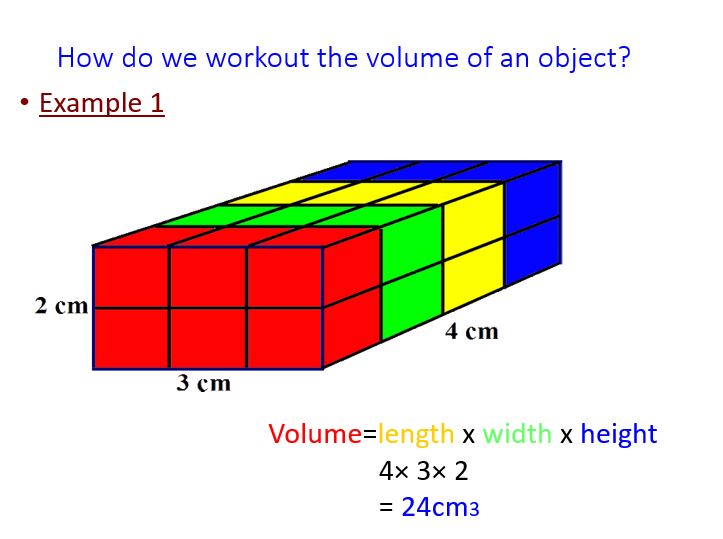 How do we workout the volume of an object?
• Example 1
2 cm
4 cm
3 cm
Volume=length x width x height
4× 3× 2
= 24cm3